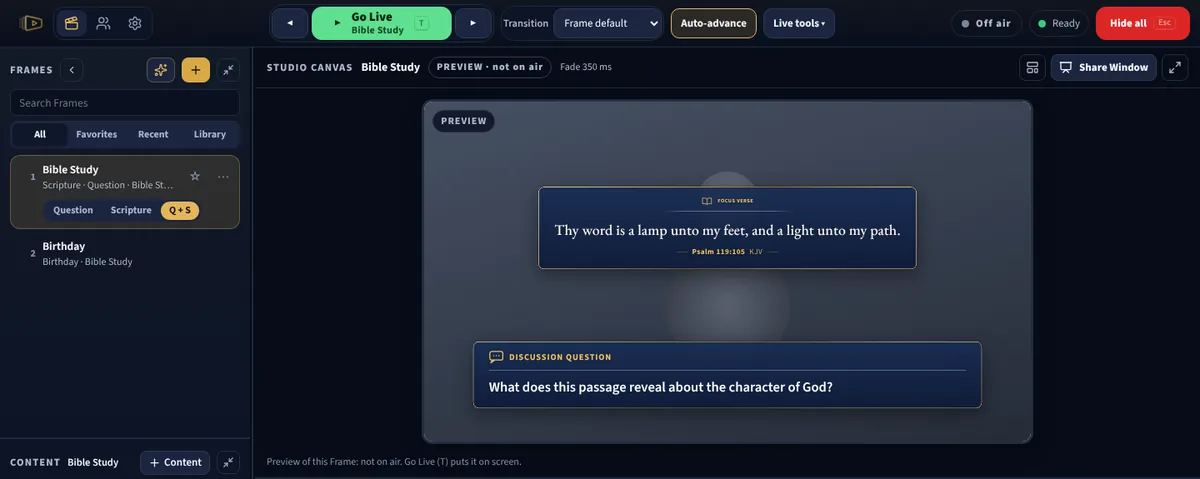 ◄
► Go Live T
Bible Study
►
Transition Frame default
Auto-advance
Live tools ▾
Off air
Ready
Hide all Esc
FRAMES
Search Frames
All Favorites Recent Library
1 Bible Study
Scripture · Question · Bible St…
Question Scripture Q + S
2 Birthday
Birthday · Bible Study
CONTENT Bible Study + Content
STUDIO CANVAS Bible Study PREVIEW · not on air Fade 350 ms
Share Window
PREVIEW
FOCUS VERSE
Thy word is a lamp unto my feet, and a light unto my path.
Psalm 119:105 KJV
DISCUSSION QUESTION
What does this passage reveal about the character of God?
Preview of this Frame: not on air. Go Live (T) puts it on screen.